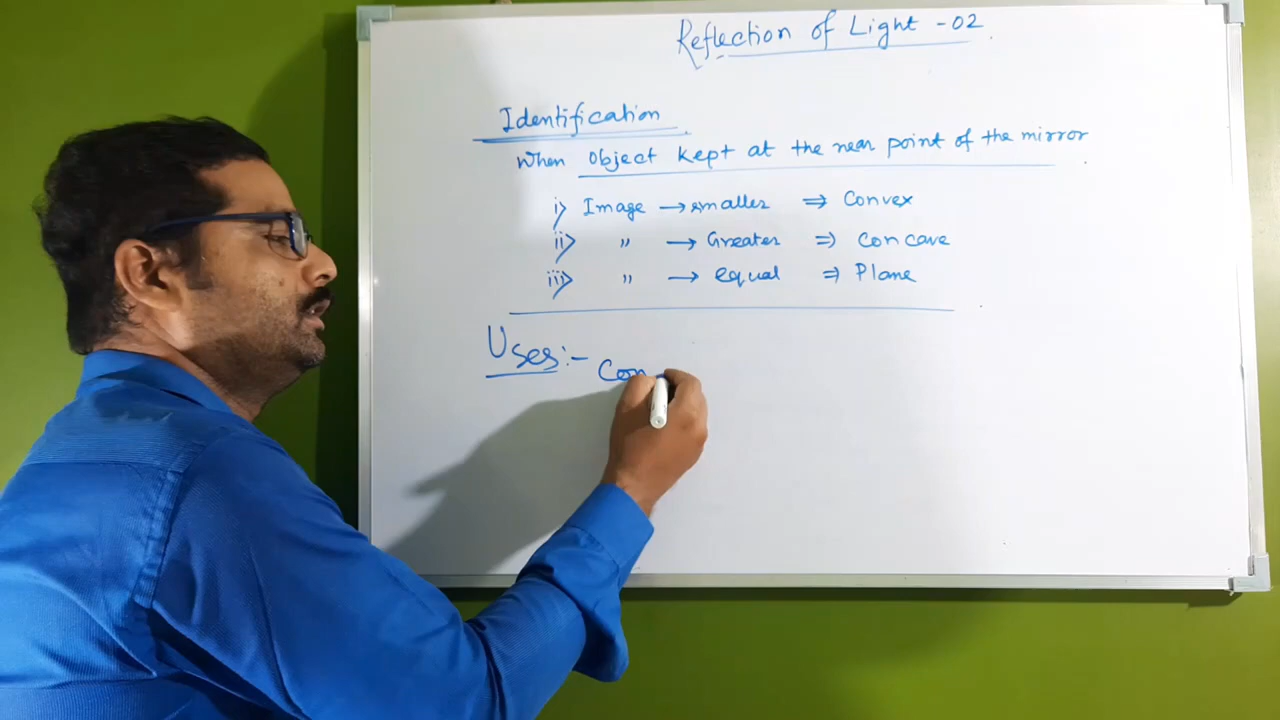 Reflection of Light -02
Identification
When object kept at the near point of the mirror
i) Image → smaller ⇒ Convex
ii) " → Greater ⇒ Concave
iii) " → equal ⇒ Plane
Uses:- Con